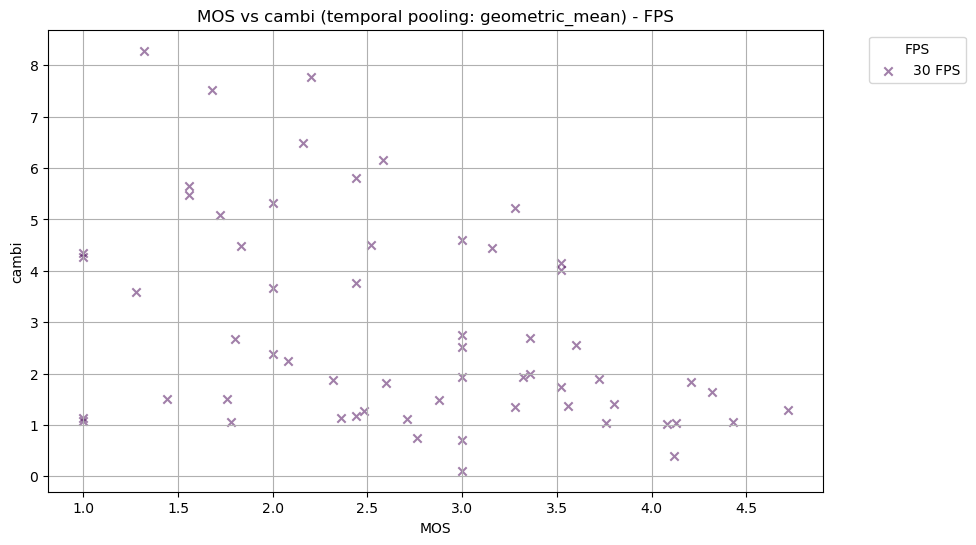 MOS vs cambi (temporal pooling: geometric_mean) - FPS
FPS
30 FPS
cambi
8
7
6
5
4
3
2
1
0
1.0 1.5 2.0 2.5 3.0 3.5 4.0 4.5
MOS